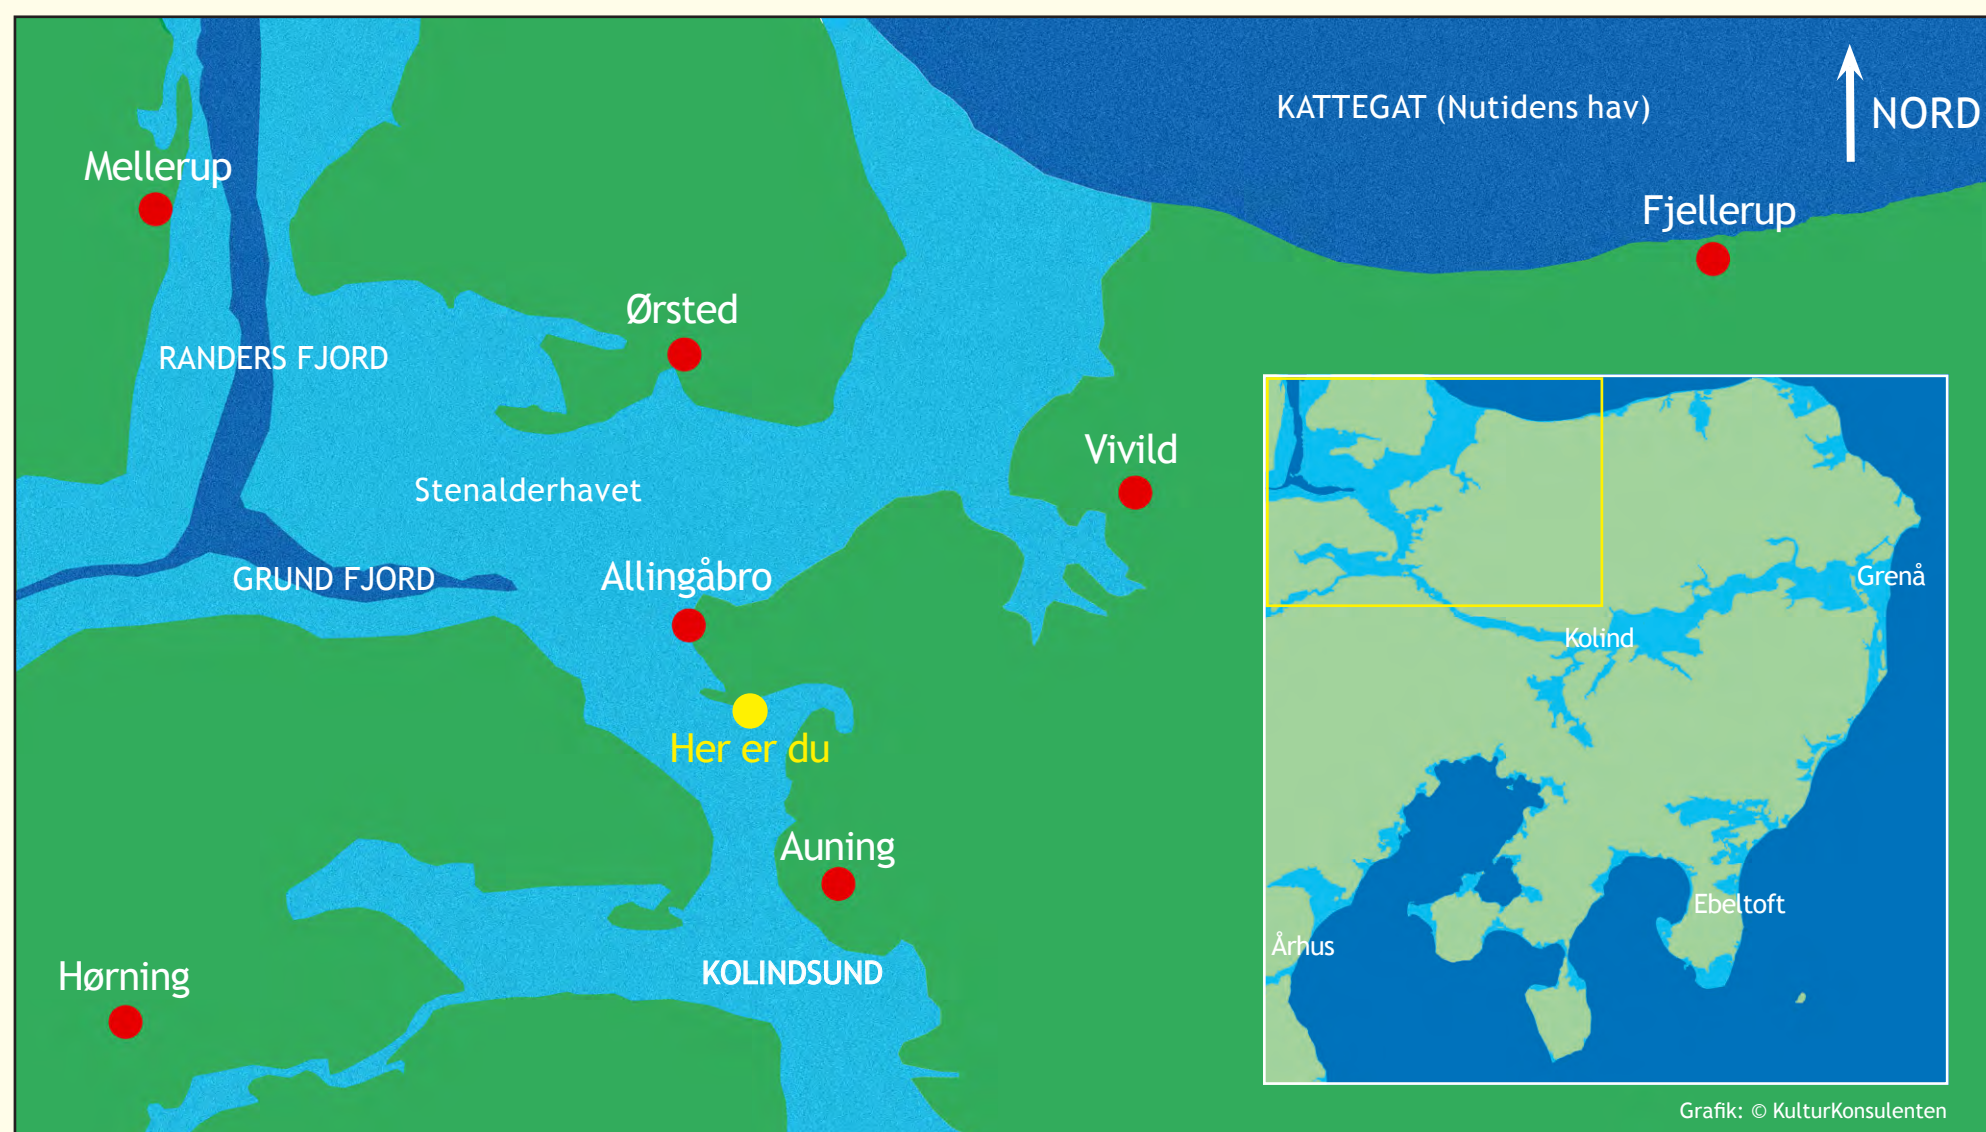 KATTEGAT (Nutidens hav)
NORD
Mellerup
Fjellerup
Ørsted
RANDERS FJORD
Vivild
Stenalderhavet
GRUND FJORD
Allingåbro
Her er du
Auning
KOLINDSUND
Hørning
Grenå
Kolind
Ebeltoft
Århus
Grafik: © KulturKonsulenten